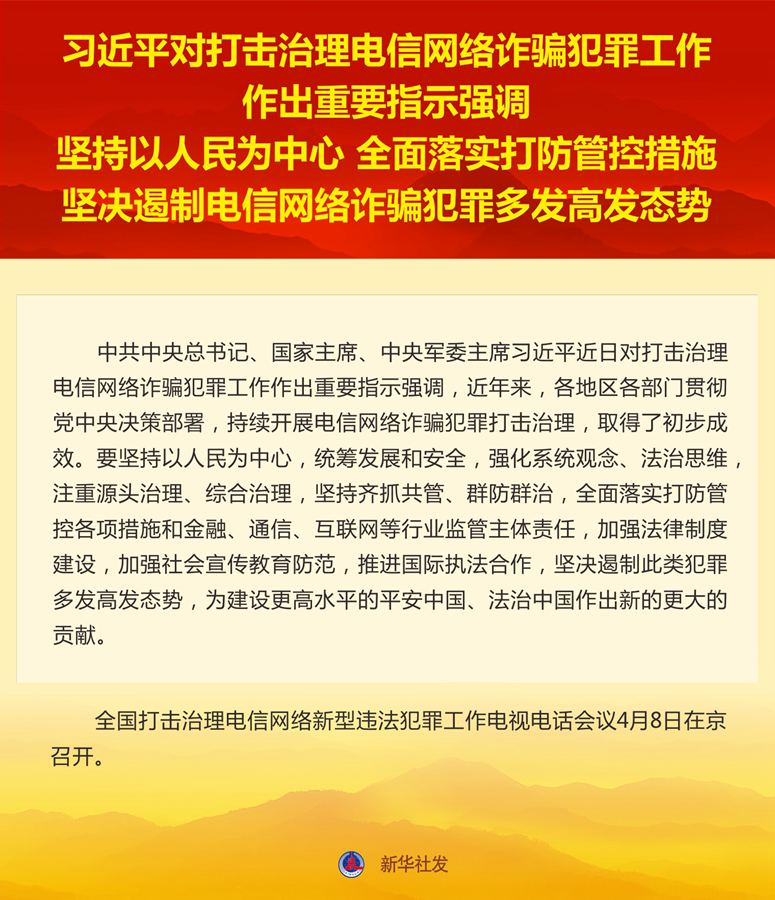 习近平对打击治理电信网络诈骗犯罪工作
作出重要指示强调
坚持以人民为中心 全面落实打防管控措施
坚决遏制电信网络诈骗犯罪多发高发态势
中共中央总书记、国家主席、中央军委主席习近平近日对打击治理
电信网络诈骗犯罪工作作出重要指示强调，近年来，各地区各部门贯彻
党中央决策部署，持续开展电信网络诈骗犯罪打击治理，取得了初步成
效。要坚持以人民为中心，统筹发展和安全，强化系统观念、法治思维，
注重源头治理、综合治理，坚持齐抓共管、群防群治，全面落实打防管
控各项措施和金融、通信、互联网等行业监管主体责任，加强法律制度
建设，加强社会宣传教育防范，推进国际执法合作，坚决遏制此类犯罪
多发高发态势，为建设更高水平的平安中国、法治中国作出新的更大的
贡献。
全国打击治理电信网络新型违法犯罪工作电视电话会议4月8日在京
召开。
新华社发